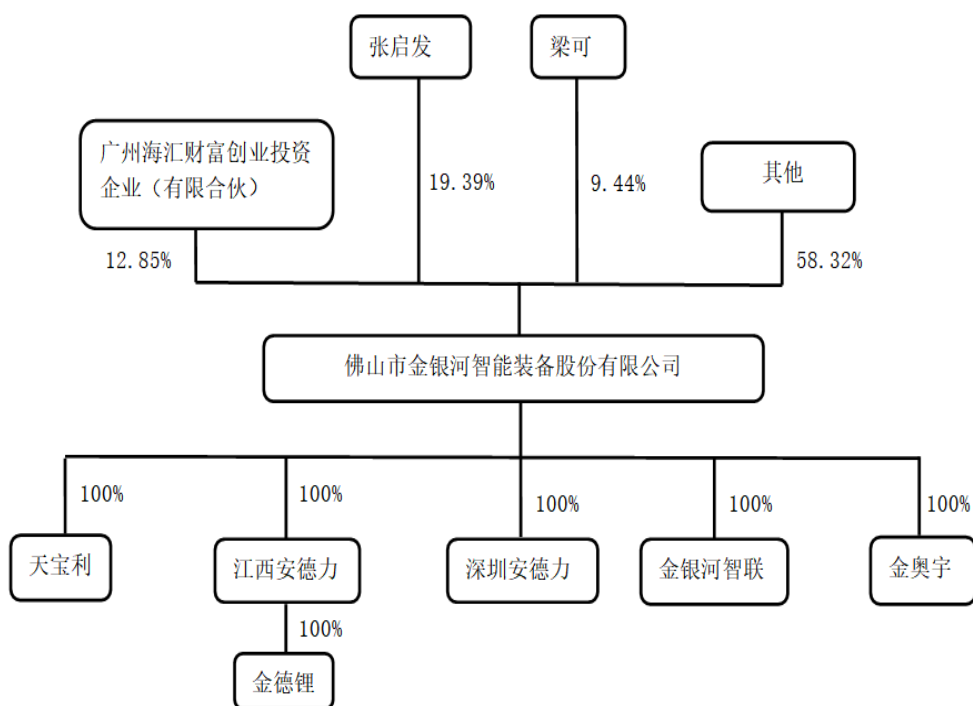 张启发
梁可
广州海汇财富创业投资
企业（有限合伙）
其他
19.39%
9.44%
12.85%
58.32%
佛山市金银河智能装备股份有限公司
100%
100%
100%
100%
100%
天宝利
江西安德力
深圳安德力
金银河智联
金奥宇
100%
金德锂